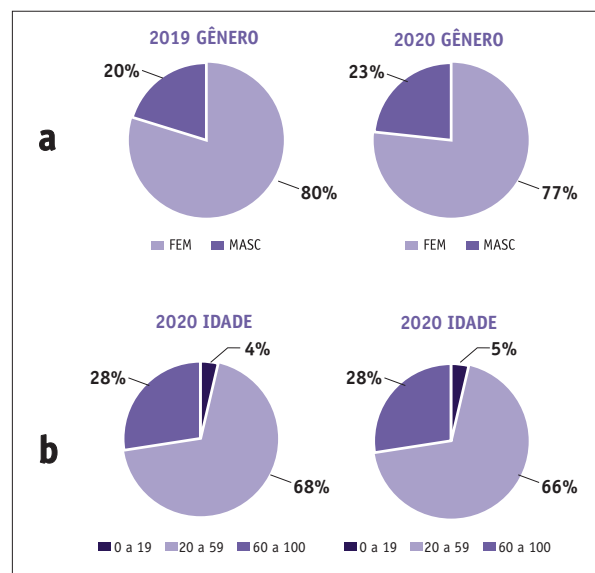 2019 GÊNERO
20%
80%
FEM MASC
2020 GÊNERO
23%
77%
FEM MASC
a
2020 IDADE
4%
28%
68%
0 a 19 20 a 59 60 a 100
2020 IDADE
5%
28%
66%
0 a 19 20 a 59 60 a 100
b